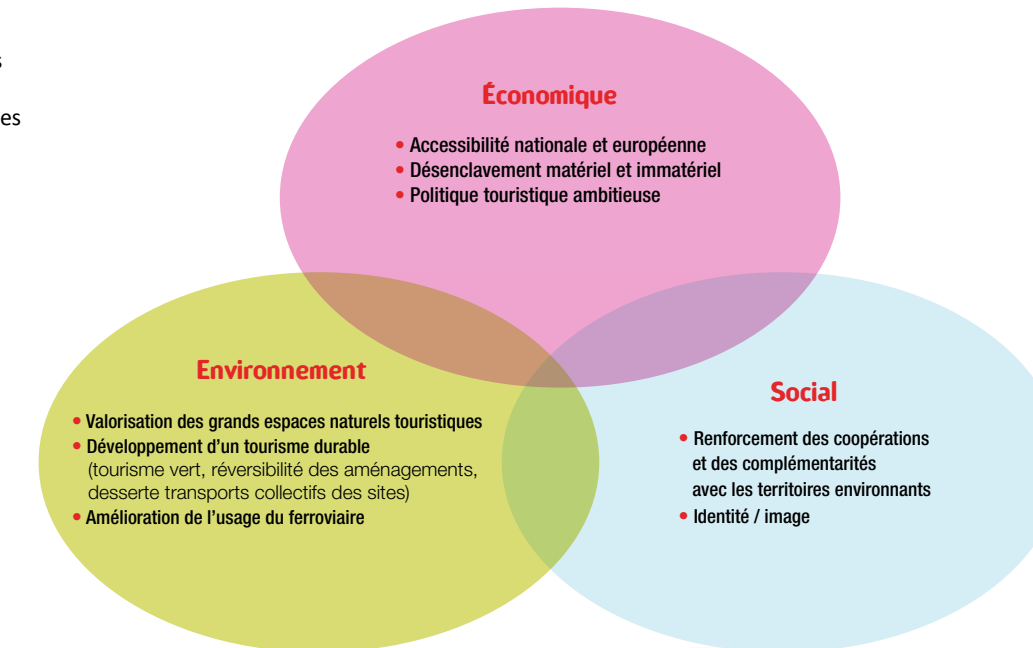 s
es
Économique
• Accessibilité nationale et européenne
• Désenclavement matériel et immatériel
• Politique touristique ambitieuse
Environnement
• Valorisation des grands espaces naturels touristiques
• Développement d'un tourisme durable
(tourisme vert, réversibilité des aménagements,
desserte transports collectifs des sites)
• Amélioration de l'usage du ferroviaire
Social
• Renforcement des coopérations
et des complémentarités
avec les territoires environnants
• Identité / image